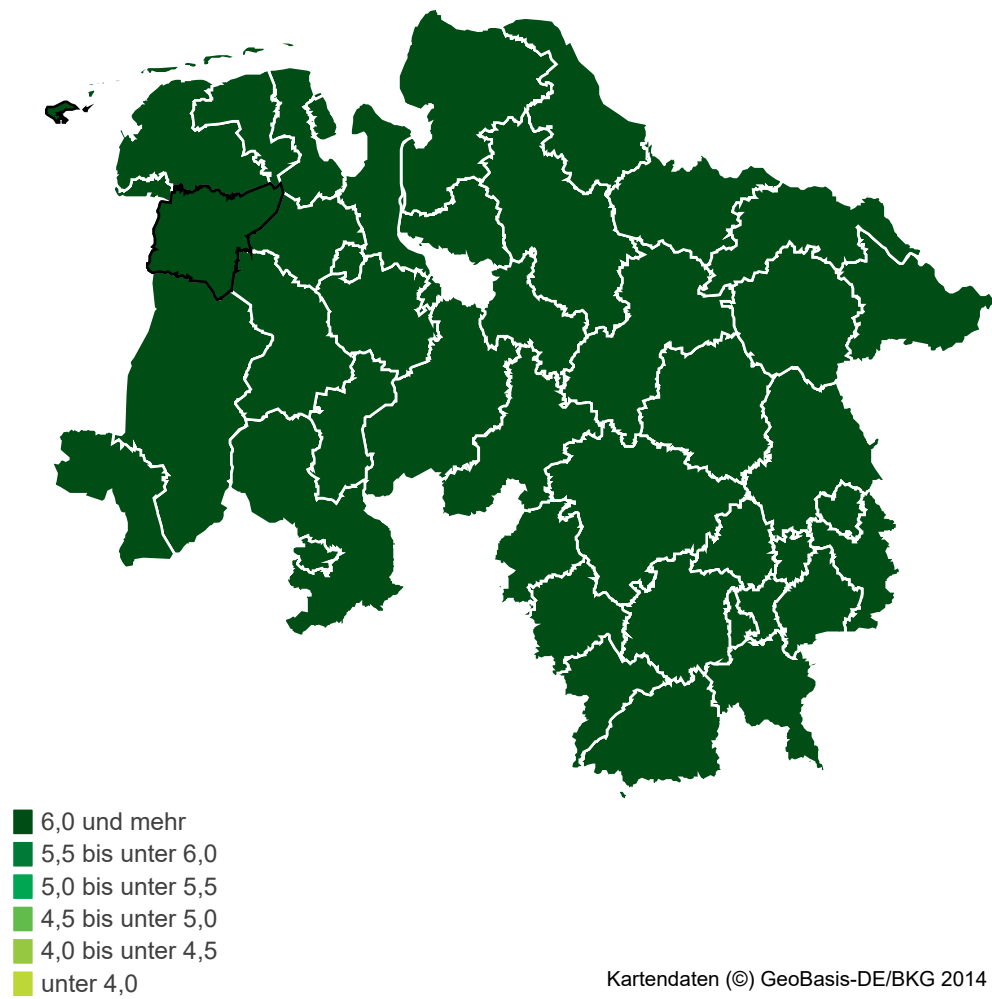 6,0 und mehr
5,5 bis unter 6,0
5,0 bis unter 5,5
4,5 bis unter 5,0
4,0 bis unter 4,5
unter 4,0
Kartendaten (©) GeoBasis-DE/BKG 2014